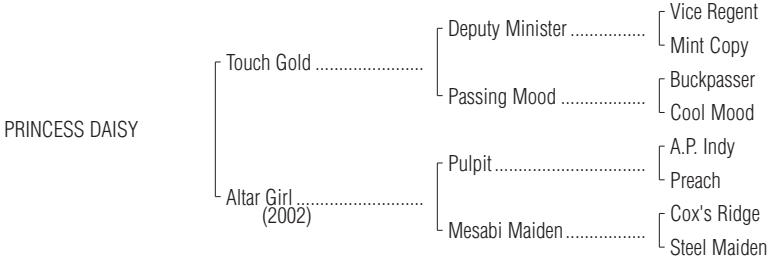 Vice Regent
Deputy Minister ................
Mint Copy
Touch Gold .......................
Buckpasser
Passing Mood ..................
Cool Mood
PRINCESS DAISY
A.P. Indy
Pulpit................................
Preach
Altar Girl...........................
(2002)
Cox's Ridge
Mesabi Maiden.................
Steel Maiden